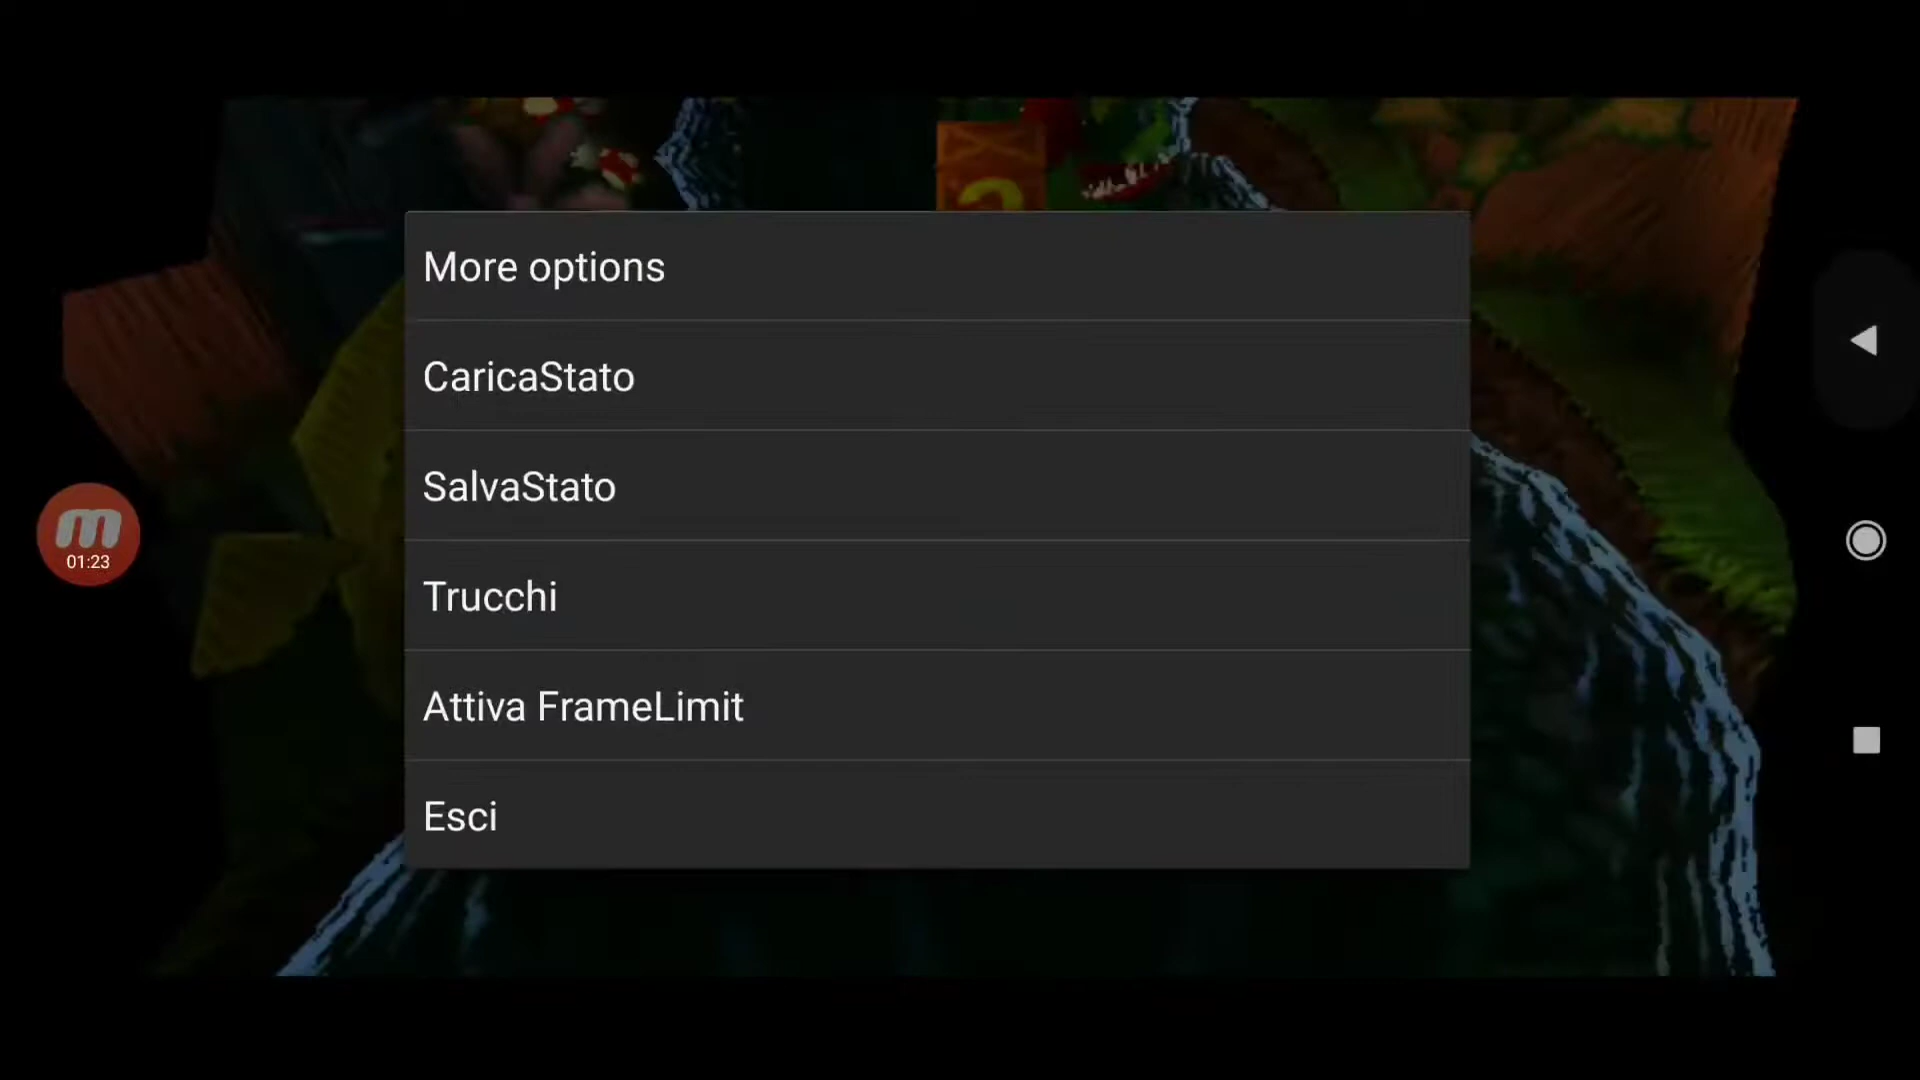 More options
CaricaStato
SalvaStato
Trucchi
Attiva FrameLimit
Esci
m
01:23
?